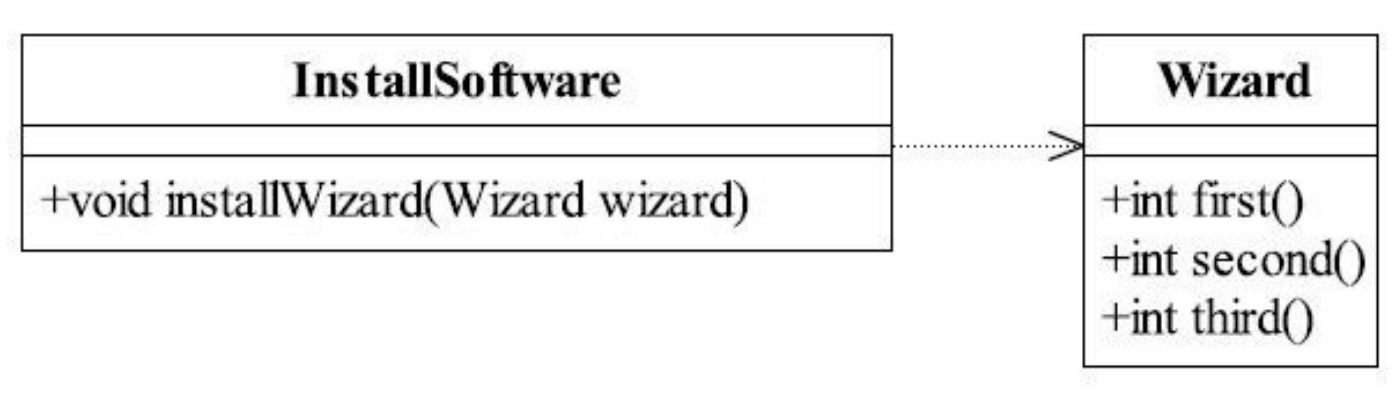 InstallSoftware
+void installWizard(Wizard wizard)
Wizard
+int first()
+int second()
+int third()